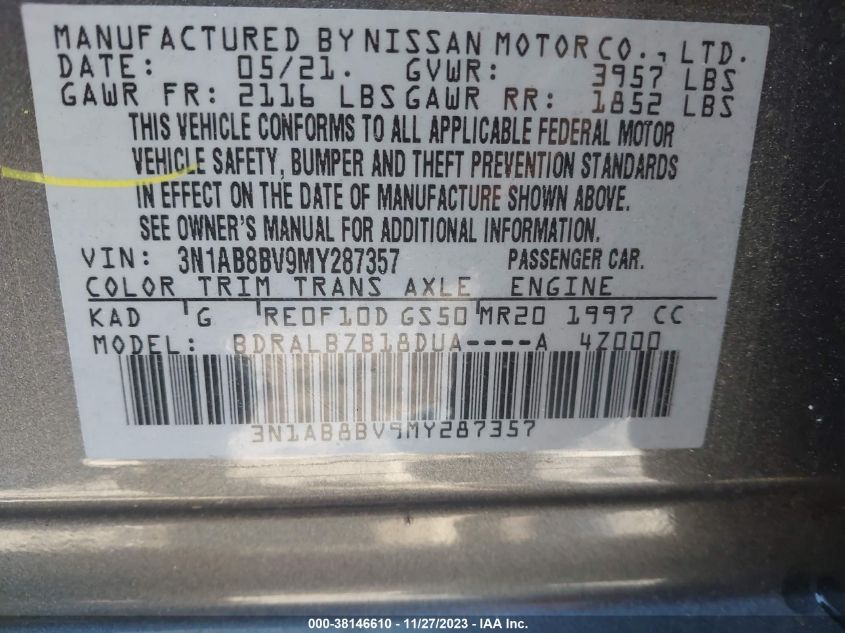 MANUFACTURED BY NISSAN MOTOR CO., LTD.
DATE: 05/21. GVWR: 3957 LBS
GAWR FR: 2116 LBS GAWR RR: 1852 LBS
THIS VEHICLE CONFORMS TO ALL APPLICABLE FEDERAL MOTOR
VEHICLE SAFETY, BUMPER AND THEFT PREVENTION STANDARDS
IN EFFECT ON THE DATE OF MANUFACTURE SHOWN ABOVE.
SEE OWNER'S MANUAL FOR ADDITIONAL INFORMATION.
VIN: 3N1AB8BV9MY287357 PASSENGER CAR.
COLOR TRIM TRANS AXLE ENGINE
KAD G RE0F10D GS50 MR20 1997 CC
MODEL: BDRALBZB18DUA----A 4Z000
3N1AB8BV9MY287357
000-38146610 - 11/27/2023 - IAA Inc.